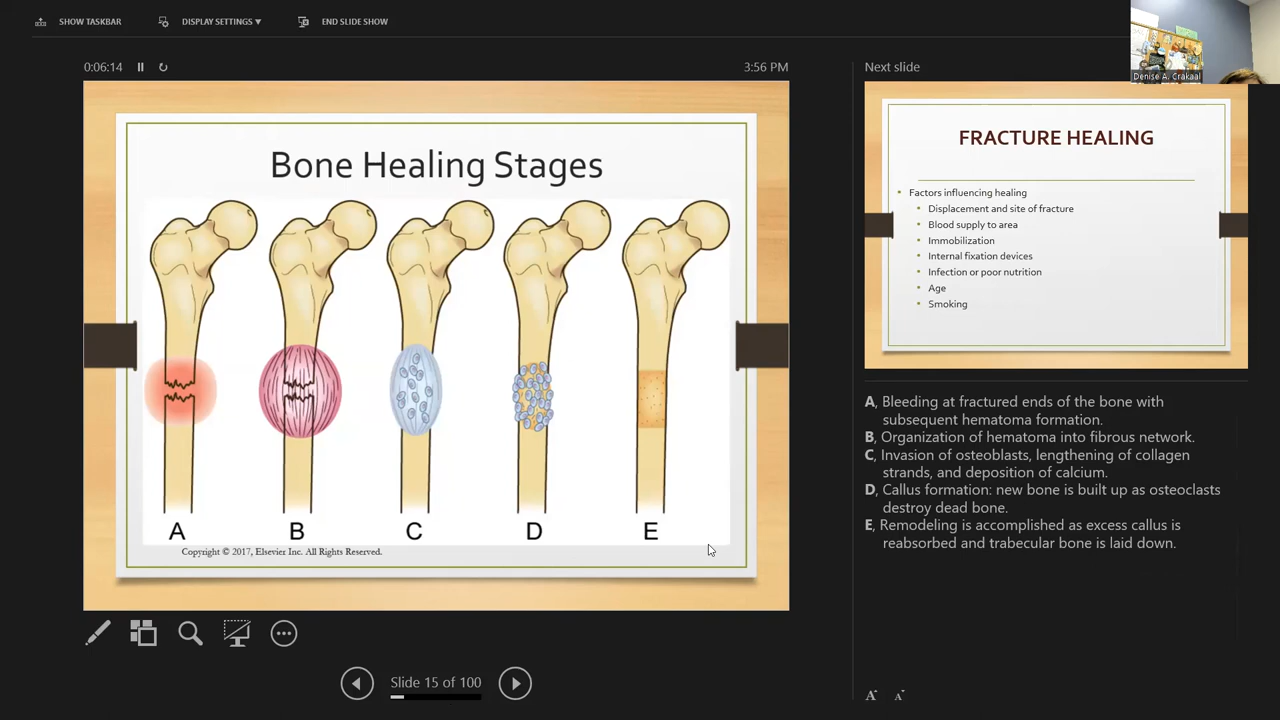 SHOW TASKBAR
DISPLAY SETTINGS ▼
END SLIDE SHOW
0:06:14
3:56 PM
Bone Healing Stages
A B C D E
Copyright © 2017, Elsevier Inc. All Rights Reserved.
Slide 15 of 100
Denise A. Crakaal
Next slide
FRACTURE HEALING
• Factors influencing healing
• Displacement and site of fracture
• Blood supply to area
• Immobilization
• Internal fixation devices
• Infection or poor nutrition
• Age
• Smoking
A, Bleeding at fractured ends of the bone with
subsequent hematoma formation.
B, Organization of hematoma into fibrous network.
C, Invasion of osteoblasts, lengthening of collagen
strands, and deposition of calcium.
D, Callus formation: new bone is built up as osteoclasts
destroy dead bone.
E, Remodeling is accomplished as excess callus is
reabsorbed and trabecular bone is laid down.
A A